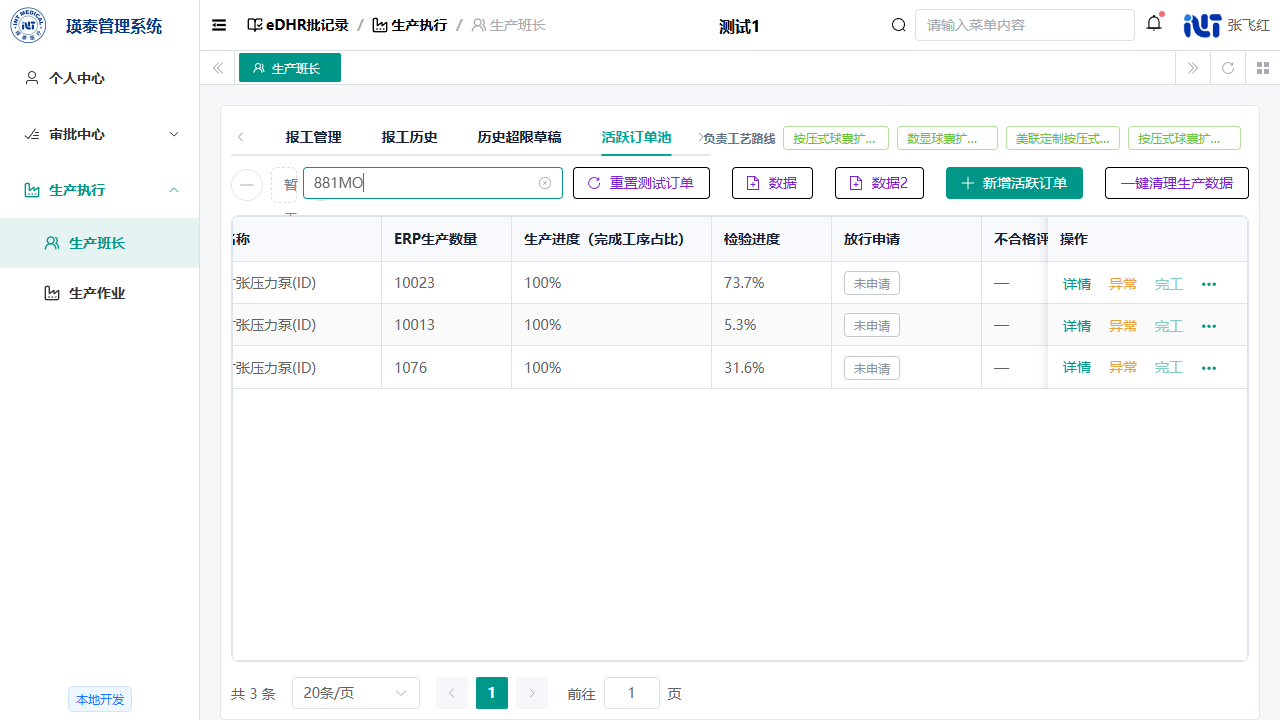 瑛泰管理系统
eDHR批记录 / 生产执行 / 生产班长
测试1
请输入菜单内容
张飞红
个人中心
审批中心
生产执行
生产班长
生产作业
本地开发
生产班长
报工管理
报工历史
历史超限草稿
活跃订单池
负责工艺路线
按压式球囊扩...
数显球囊扩...
美联定制按压式...
按压式球囊扩...
暂
881MO
重置测试订单
数据
数据2
新增活跃订单
一键清理生产数据
称 ERP生产数量 生产进度（完成工序占比） 检验进度 放行申请 不合格评 操作
张压力泵(ID) 10023 100% 73.7% 未申请 — 详情 异常 完工 •••
张压力泵(ID) 10013 100% 5.3% 未申请 — 详情 异常 完工 •••
张压力泵(ID) 1076 100% 31.6% 未申请 — 详情 异常 完工 •••
共 3 条 20条/页 1 前往 1 页